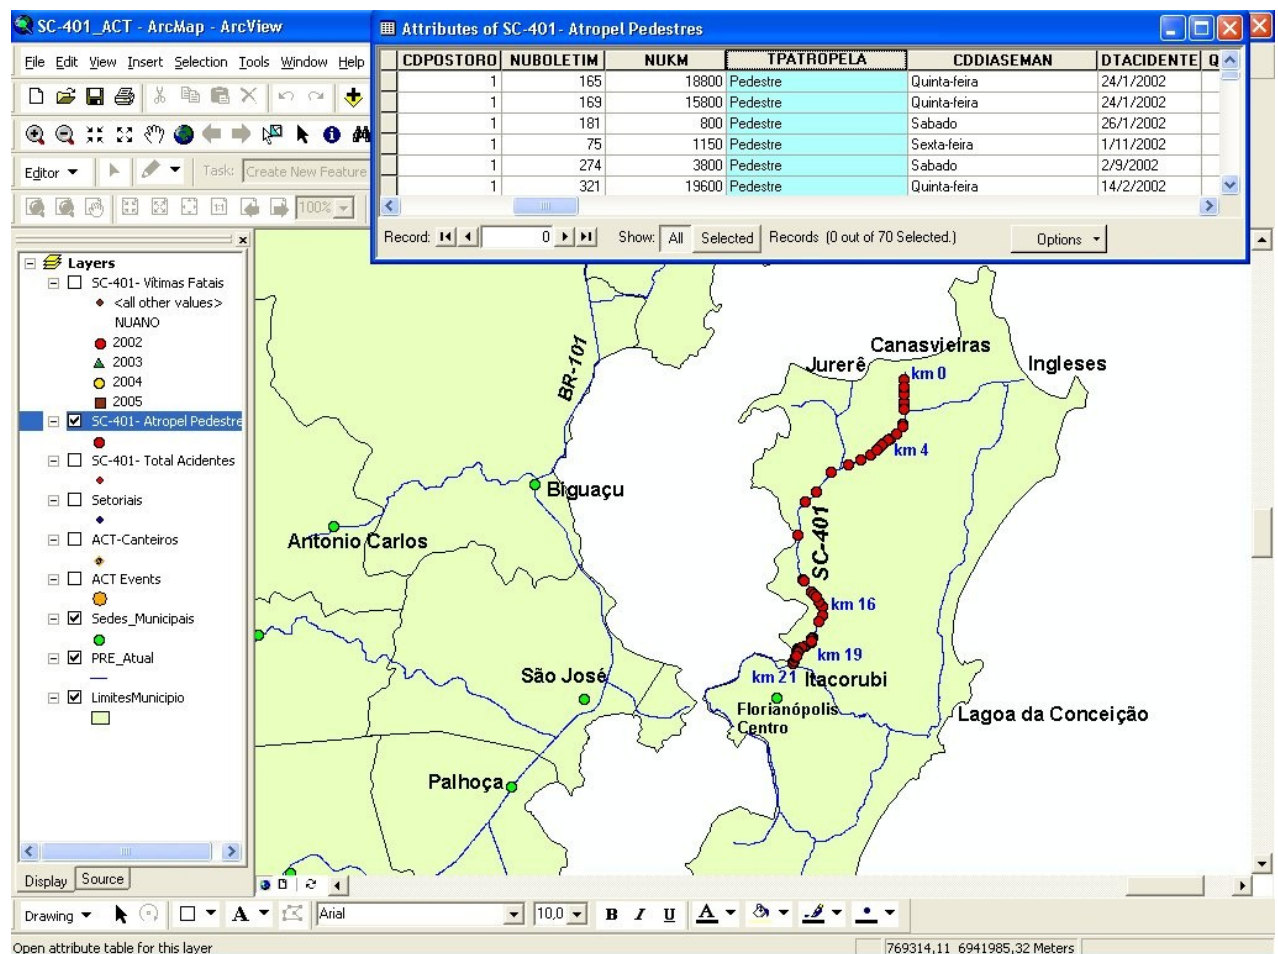 SC-401_ACT - ArcMap - ArcView
File Edit View Insert Selection Tools Window Help
Editor Task: Create New Feature
100%
Attributes of SC-401- Atropel Pedestres
CDPOSTORO NUBOLETIM NUKM TPATROPELA CDDIASEMAN DTACIDENTE Q
1 165 18800 Pedestre Quinta-feira 24/1/2002
1 169 15800 Pedestre Quinta-feira 24/1/2002
1 181 800 Pedestre Sabado 26/1/2002
1 75 1150 Pedestre Sexta-feira 1/11/2002
1 274 3800 Pedestre Sabado 2/9/2002
1 321 19600 Pedestre Quinta-feira 14/2/2002
Record: 0 Show: All Selected Records (0 out of 70 Selected.) Options
Layers
SC-401- Vítimas Fatais
<all other values>
NUANO
2002
2003
2004
2005
SC-401- Atropel Pedestre
SC-401- Total Acidentes
Setoriais
ACT-Canteiros
ACT Events
Sedes_Municipais
PRE_Atual
LimitesMunicipio
Display Source
BR-101
Canasvieiras
Jurerê
Ingleses
km 0
km 4
Biguaçu
Antonio Carlos
SC-401
km 16
km 19
km 21
Itacorubi
São José
Florianópolis
Centro
Lagoa da Conceição
Palhoça
Drawing A Arial 10,0 B I U A
Open attribute table for this layer
769314,11 6941985,32 Meters